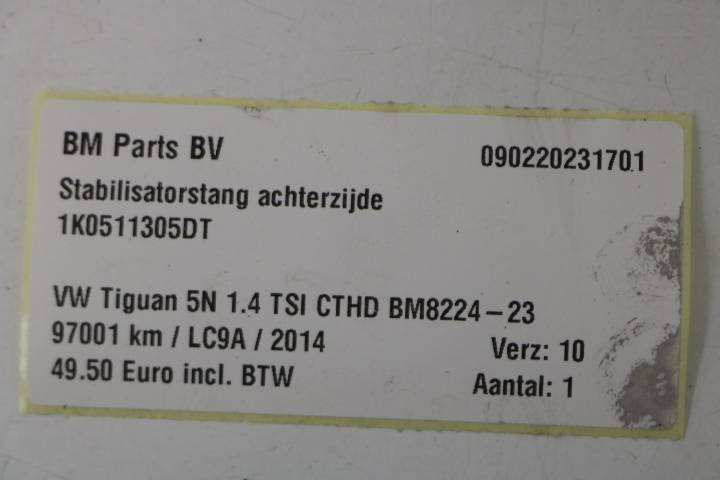 BM Parts BV
090220231701
Stabilisatorstang achterzijde
1K0511305DT
VW Tiguan 5N 1.4 TSI CTHD BM8224-23
97001 km / LC9A / 2014
Verz: 10
49.50 Euro incl. BTW
Aantal: 1